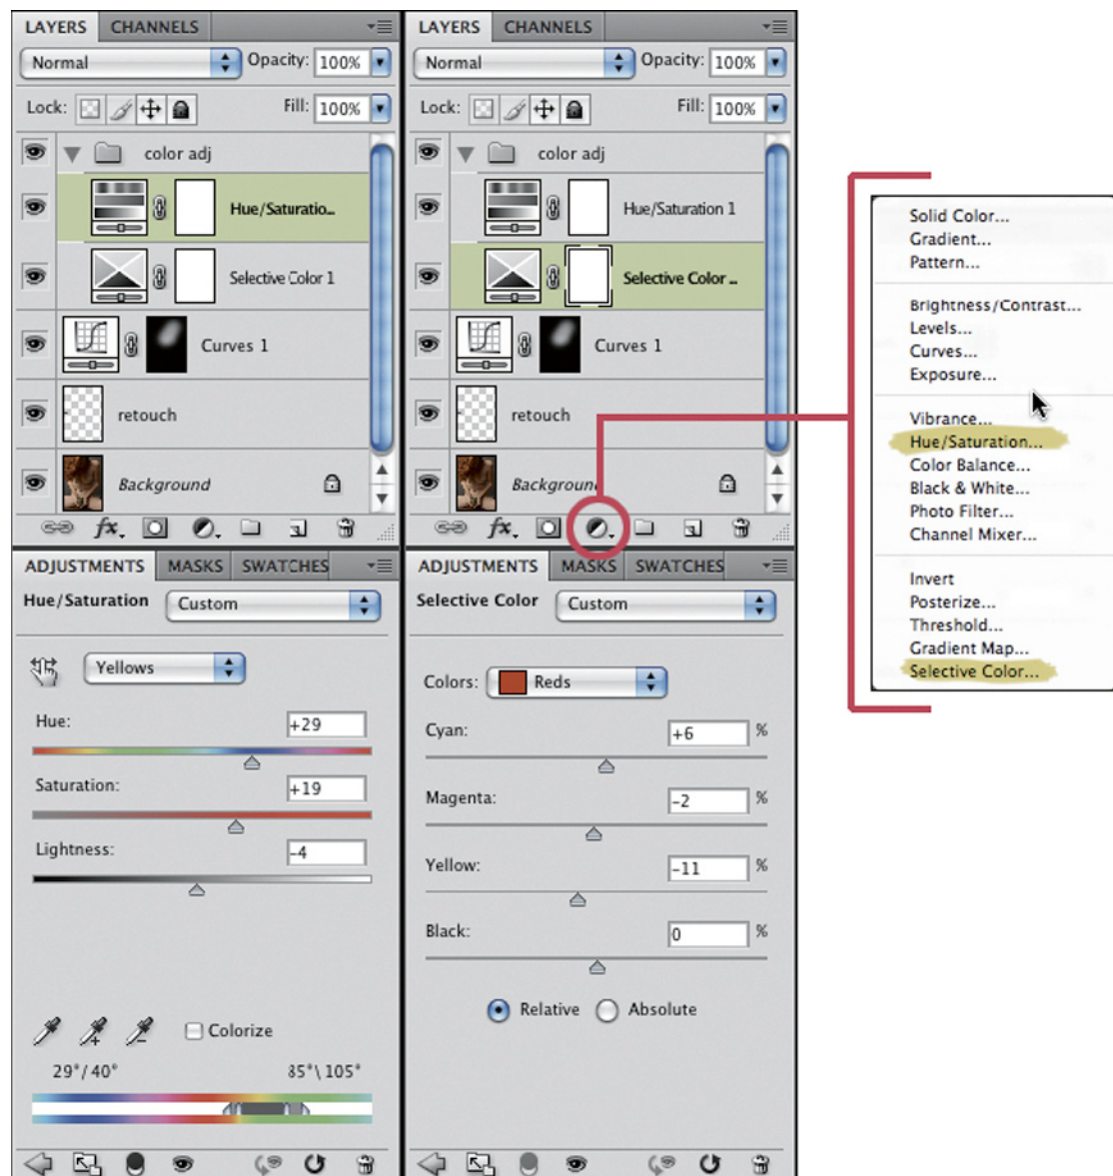 LAYERS CHANNELS
Normal Opacity: 100%
Lock: Fill: 100%
color adj
Hue/Saturatio...
Selective Color 1
Curves 1
retouch
Background
fx.
ADJUSTMENTS MASKS SWATCHES
Hue/Saturation Custom
Yellows
Hue: +29
Saturation: +19
Lightness: -4
Colorize
29°/40° 85°\105°
LAYERS CHANNELS
Normal Opacity: 100%
Lock: Fill: 100%
color adj
Hue/Saturation 1
Selective Color ...
Curves 1
retouch
Background
fx.
ADJUSTMENTS MASKS SWATCHES
Selective Color Custom
Colors: Reds
Cyan: +6 %
Magenta: -2 %
Yellow: -11 %
Black: 0 %
Relative Absolute
Solid Color...
Gradient...
Pattern...
Brightness/Contrast...
Levels...
Curves...
Exposure...
Vibrance...
Hue/Saturation...
Color Balance...
Black & White...
Photo Filter...
Channel Mixer...
Invert
Posterize...
Threshold...
Gradient Map...
Selective Color...